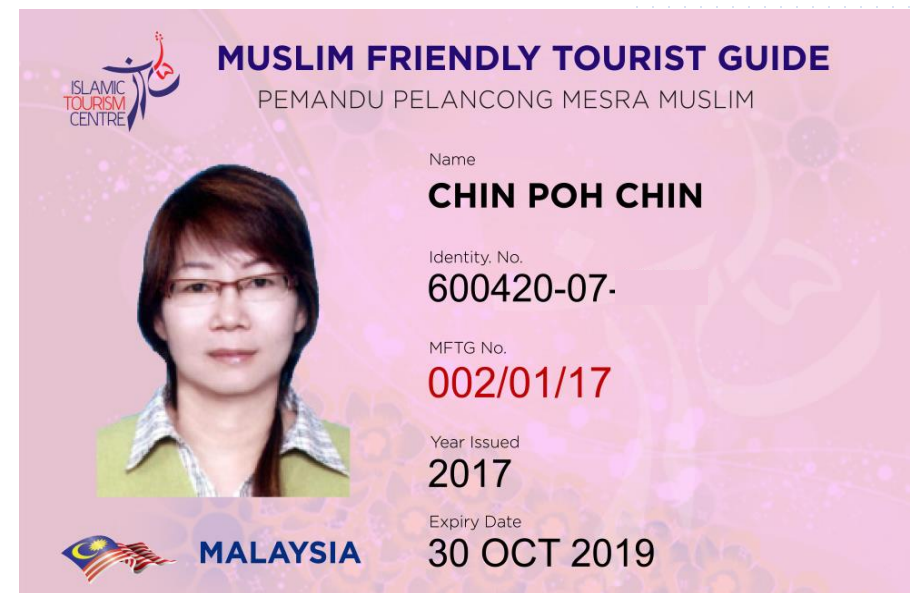 ISLAMIC
TOURISM
CENTRE
MUSLIM FRIENDLY TOURIST GUIDE
PEMANDU PELANCONG MESRA MUSLIM
Name
CHIN POH CHIN
Identity. No.
600420-07-
MFTG No.
002/01/17
Year Issued
2017
Expiry Date
30 OCT 2019
MALAYSIA